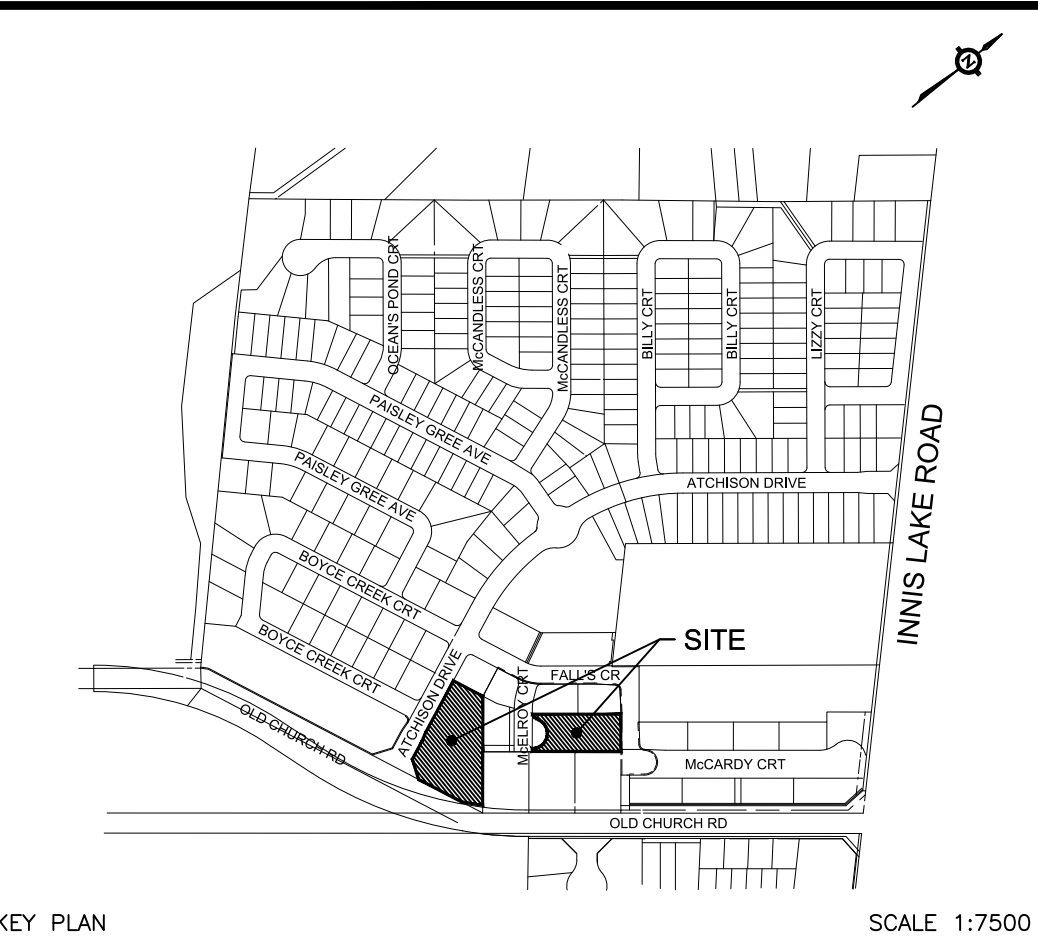 N
OCEAN'S POND CRT
McCANDLESS CRT
McCANDLESS CRT
BILLY CRT
BILLY CRT
LIZZY CRT
PAISLEY GREE AVE
PAISLEY GREE AVE
ATCHISON DRIVE
INNIS LAKE ROAD
BOYCE CREEK CRT
BOYCE CREEK CRT
SITE
FALL'S CR
ATCHISON DRIVE
McELROY CRT
OLD CHURCH RD
McCARDY CRT
OLD CHURCH RD
KEY PLAN
SCALE 1:7500